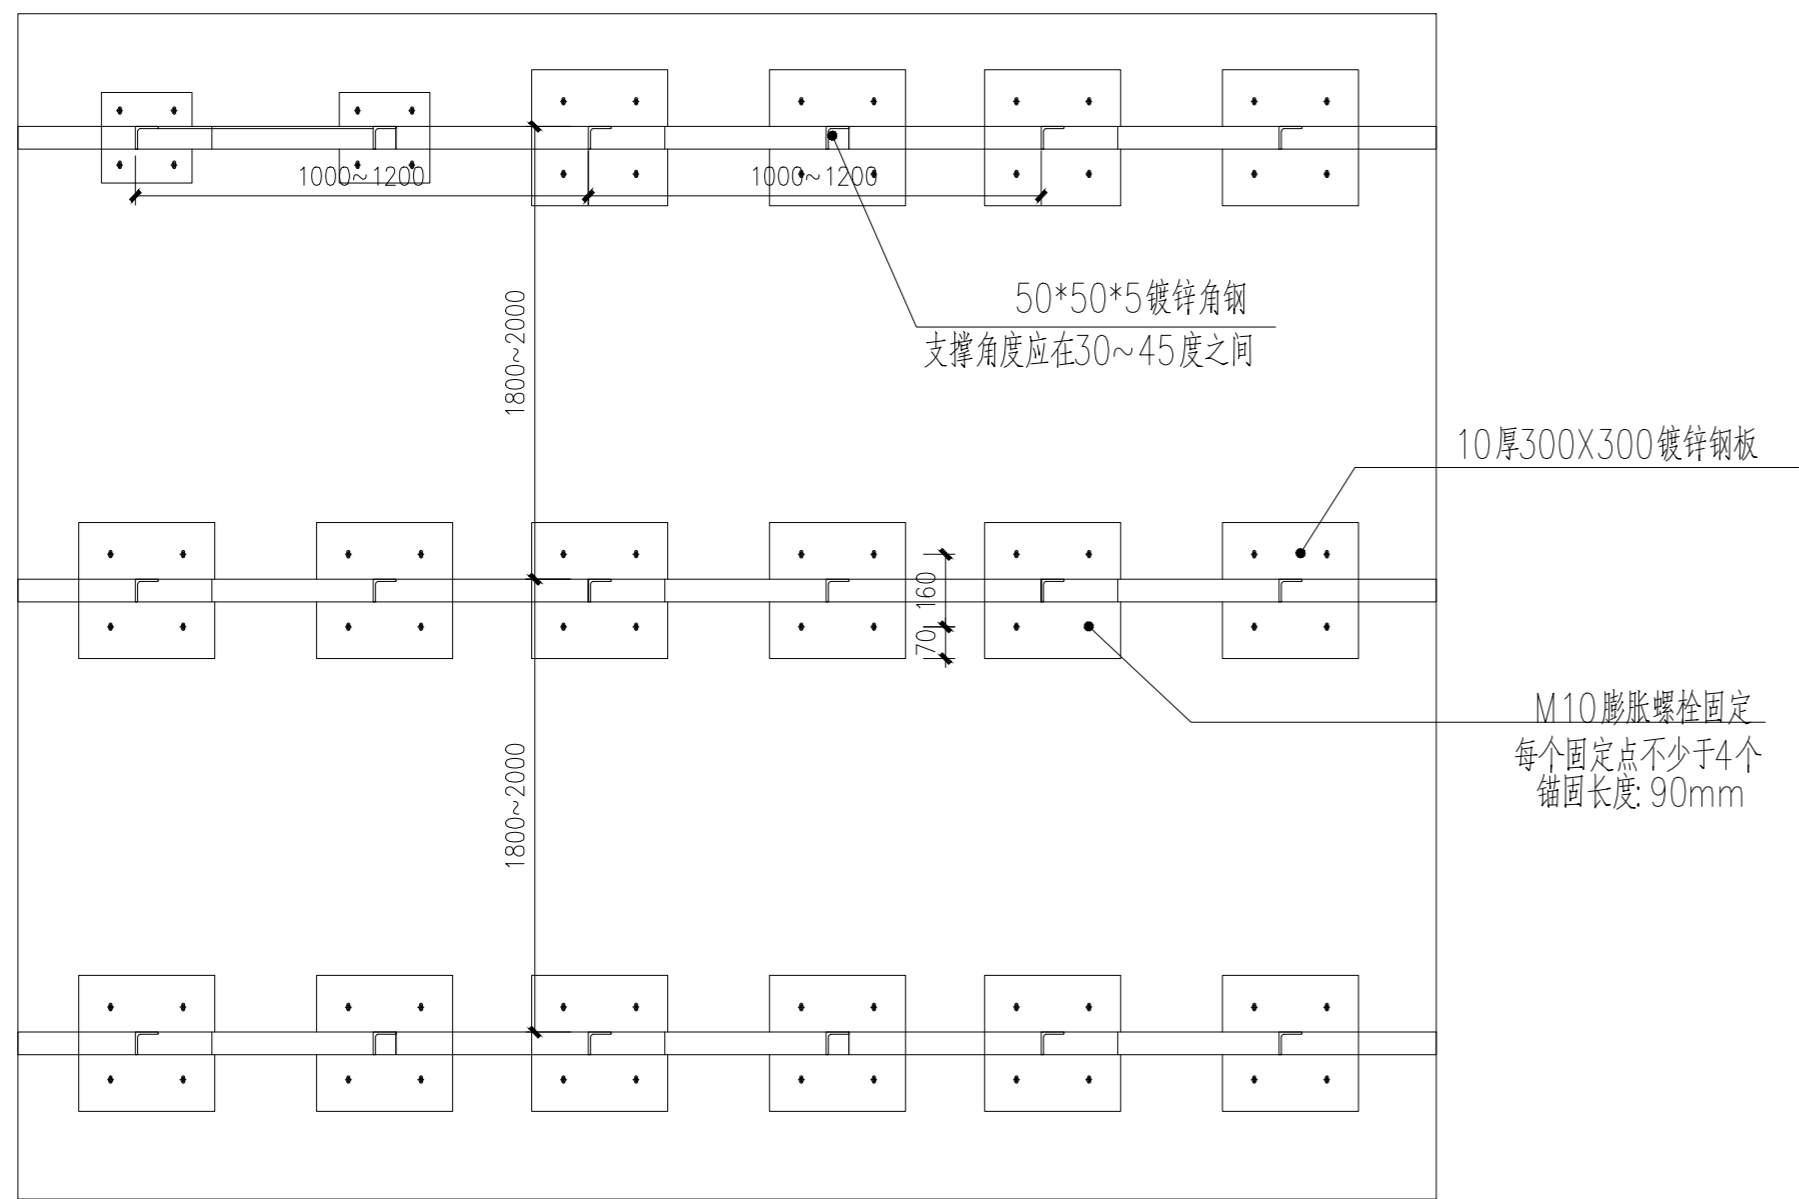 1000~1200
1000~1200
50*50*5镀锌角钢
支撑角度应在30~45度之间
1800~2000
10厚300X300镀锌钢板
160
70
M10膨胀螺栓固定
每个固定点不少于4个
锚固长度: 90mm
1800~2000